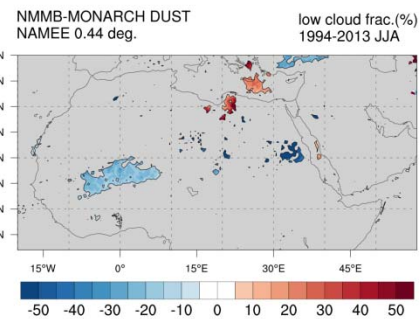 NMMB-MONARCH DUST
NAMEE 0.44 deg.
low cloud frac.(%)
1994-2013 JJA
N
N
N
N
N
N
N
N
15°W 0° 15°E 30°E 45°E
-50 -40 -30 -20 -10 0 10 20 30 40 50